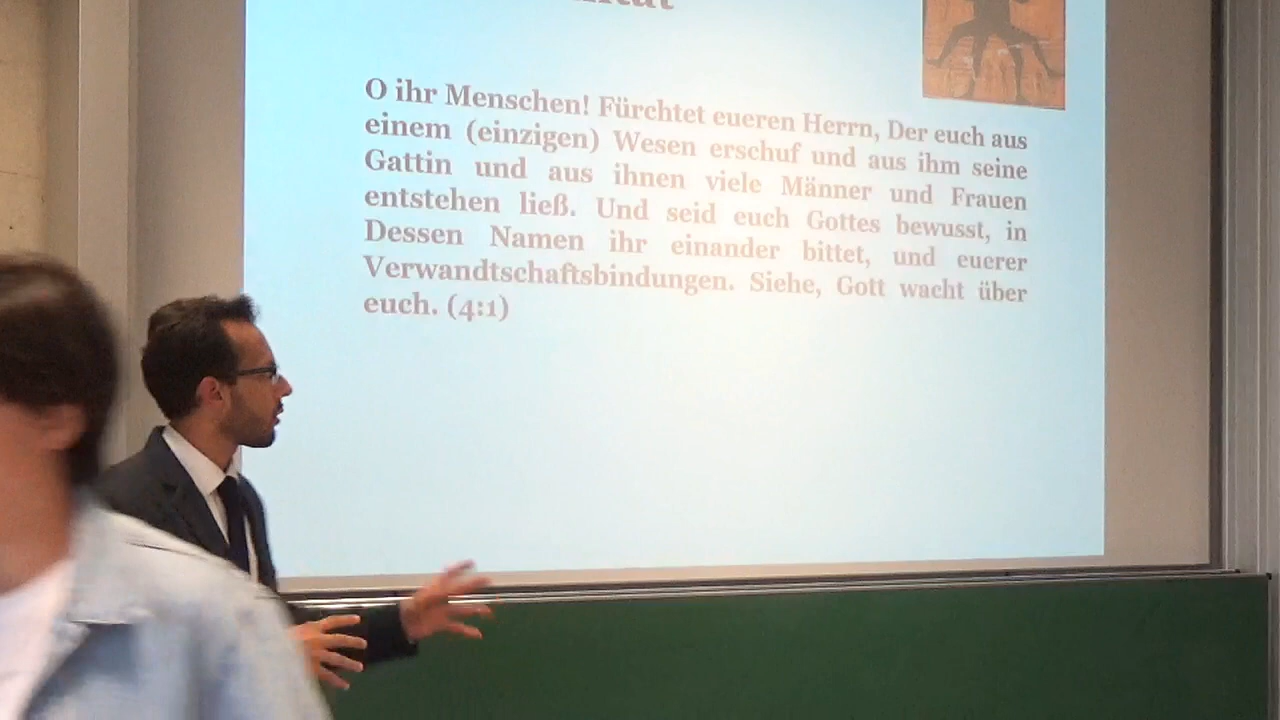 O ihr Menschen! Fürchtet eueren Herrn, Der euch aus
einem (einzigen) Wesen erschuf und aus ihm seine
Gattin und aus ihnen viele Männer und Frauen
entstehen ließ. Und seid euch Gottes bewusst, in
Dessen Namen ihr einander bittet, und euerer
Verwandtschaftsbindungen. Siehe, Gott wacht über
euch. (4:1)